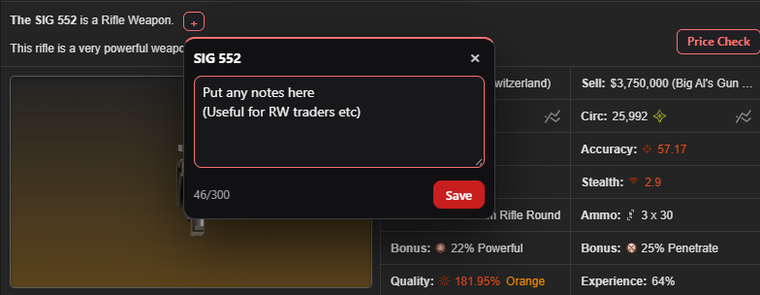 The SIG 552 is a Rifle Weapon. +
This rifle is a very powerful
Price Check
SIG 552 ×
Put any notes here
(Useful for RW traders etc)
46/300
Save
Sell: $3,750,000 (Big Al's Gun ...
Circ: 25,992
Accuracy: 57.17
Stealth: 2.9
Rifle Round
Ammo: 3 x 30
Bonus: 22% Powerful
Bonus: 25% Penetrate
Quality: 181.95% Orange
Experience: 64%